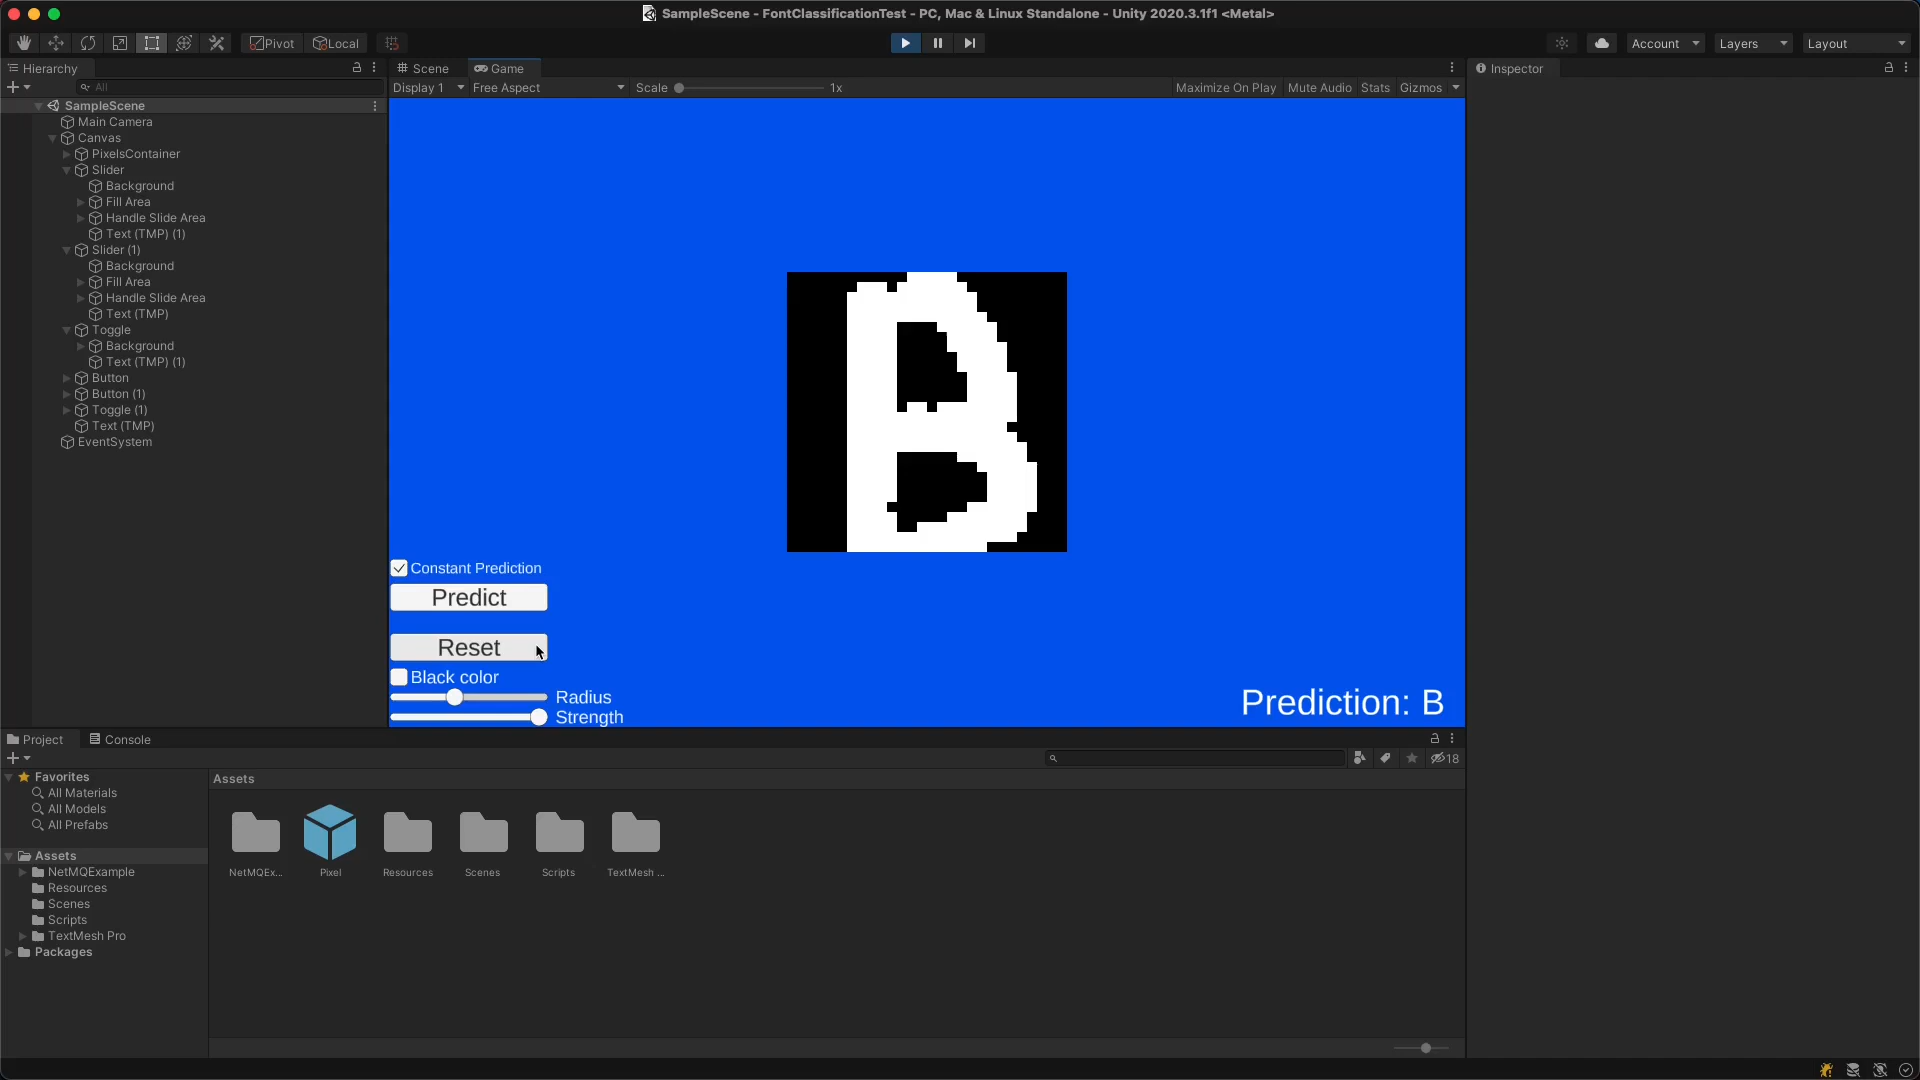 SampleScene - FontClassificationTest - PC, Mac & Linux Standalone - Unity 2020.3.1f1 <Metal>
Pivot Local Account Layers Layout
Hierarchy
All
SampleScene
Main Camera
Canvas
PixelsContainer
Slider
Background
Fill Area
Handle Slide Area
Text (TMP) (1)
Slider (1)
Background
Fill Area
Handle Slide Area
Text (TMP)
Toggle
Background
Text (TMP) (1)
Button
Button (1)
Toggle (1)
Text (TMP)
EventSystem
Scene Game
Display 1 Free Aspect Scale 1x Maximize On Play Mute Audio Stats Gizmos
B
Constant Prediction
Predict
Reset
Black color
Radius
Strength
Prediction: B
Inspector
Project Console
18
Favorites
All Materials
All Models
All Prefabs
Assets
NetMQExample
Resources
Scenes
Scripts
TextMesh Pro
Packages
Assets
NetMQEx... Pixel Resources Scenes Scripts TextMesh ...